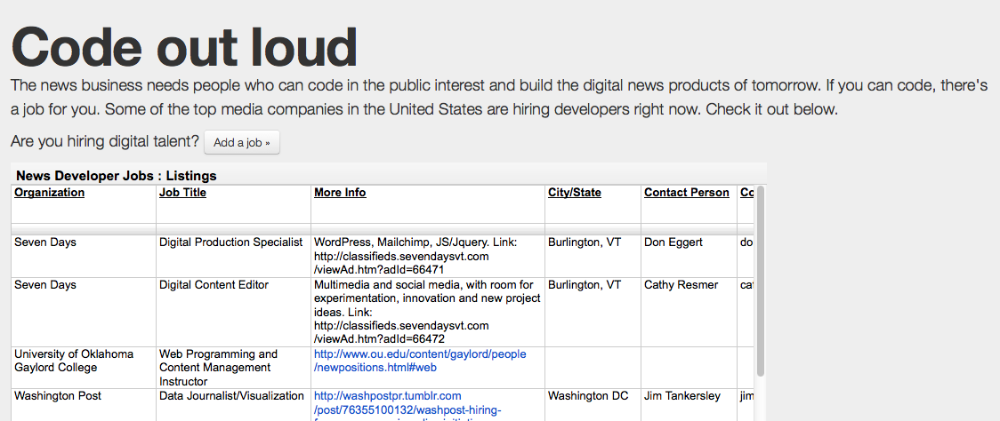 Code out loud
The news business needs people who can code in the public interest and build the digital news products of tomorrow. If you can code, there's
a job for you. Some of the top media companies in the United States are hiring developers right now. Check it out below.
Are you hiring digital talent? Add a job »
News Developer Jobs : Listings
Organization Job Title More Info City/State Contact Person Co
Seven Days Digital Production Specialist WordPress, Mailchimp, JS/Jquery. Link: Burlington, VT Don Eggert do
http://classifieds.sevendaysvt.com
/viewAd.htm?adId=66471
Seven Days Digital Content Editor Multimedia and social media, with room for Burlington, VT Cathy Resmer cat
experimentation, innovation and new project
ideas. Link:
http://classifieds.sevendaysvt.com
/viewAd.htm?adId=66472
University of Oklahoma Web Programming and http://www.ou.edu/content/gaylord/people
Gaylord College Content Management /newpositions.html#web
Instructor
Washington Post Data Journalist/Visualization http://washpostpr.tumblr.com Washington DC Jim Tankersley jim
/post/76355100132/washpost-hiring-